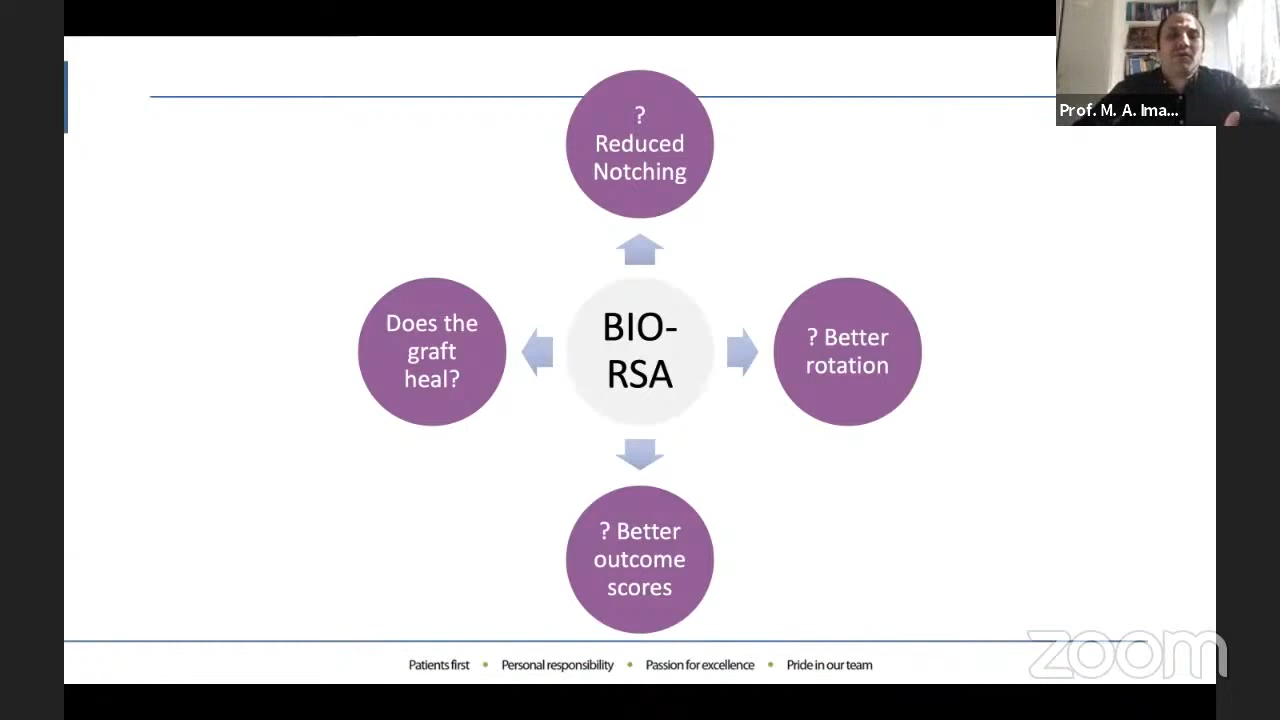 Prof. M. A. Ima...
?
Reduced
Notching
Does the
graft
heal?
BIO-
RSA
? Better
rotation
? Better
outcome
scores
Patients first • Personal responsibility • Passion for excellence • Pride in our team
zoom